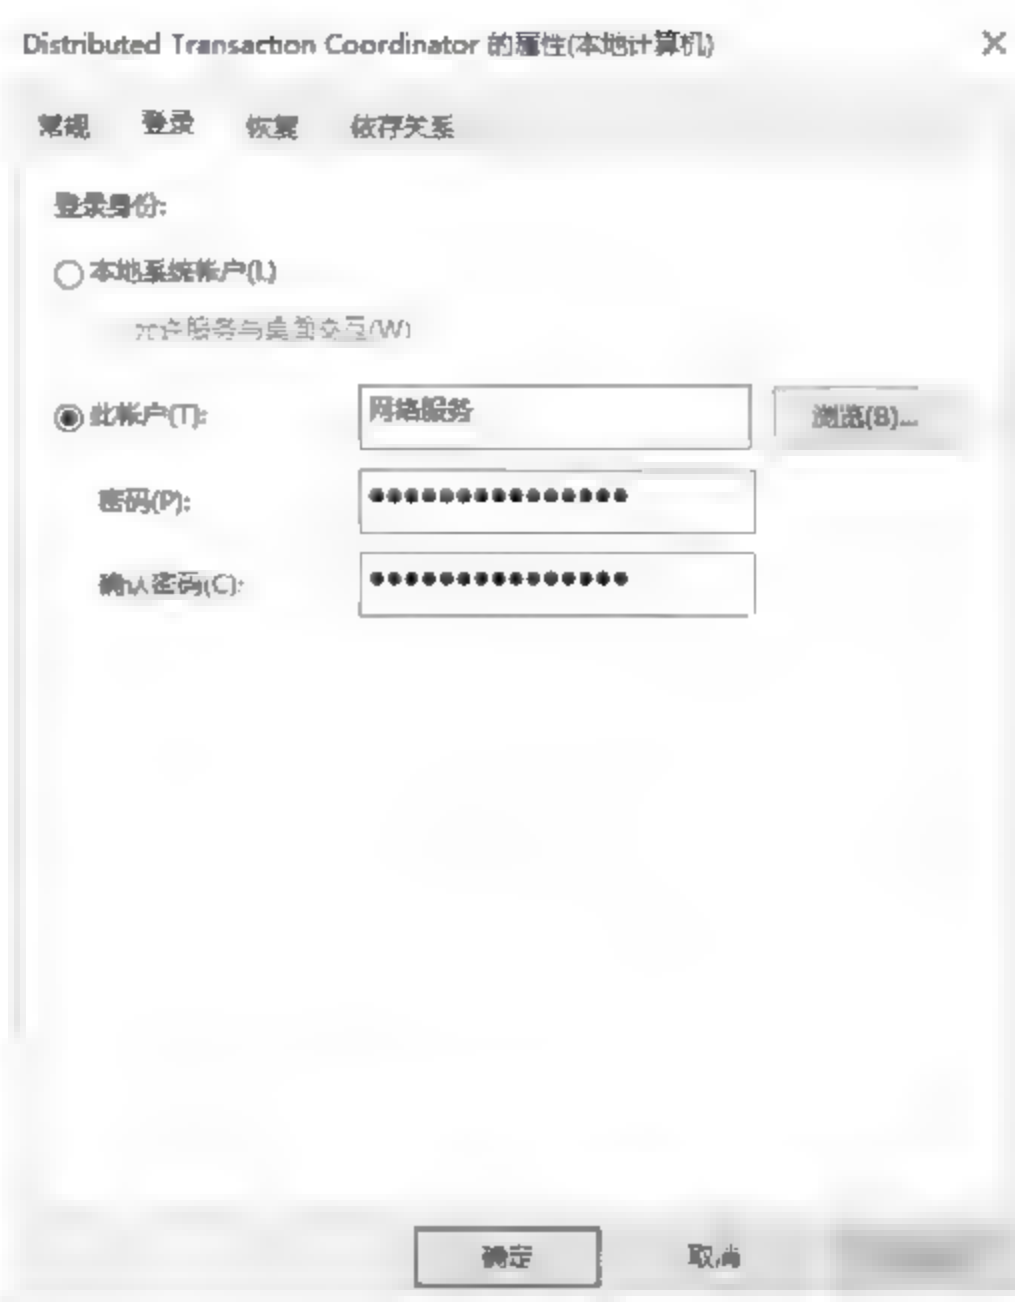 Distributed Transaction Coordinator 的属性(本地计算机)
常规 登录 恢复 依存关系
登录身份:
本地系统帐户(L)
允许服务与桌面交互(W)
此帐户(T): 网络服务 浏览(B)...
密码(P): ●●●●●●●●●●●●●●●
确认密码(C): ●●●●●●●●●●●●●●●
确定 取消